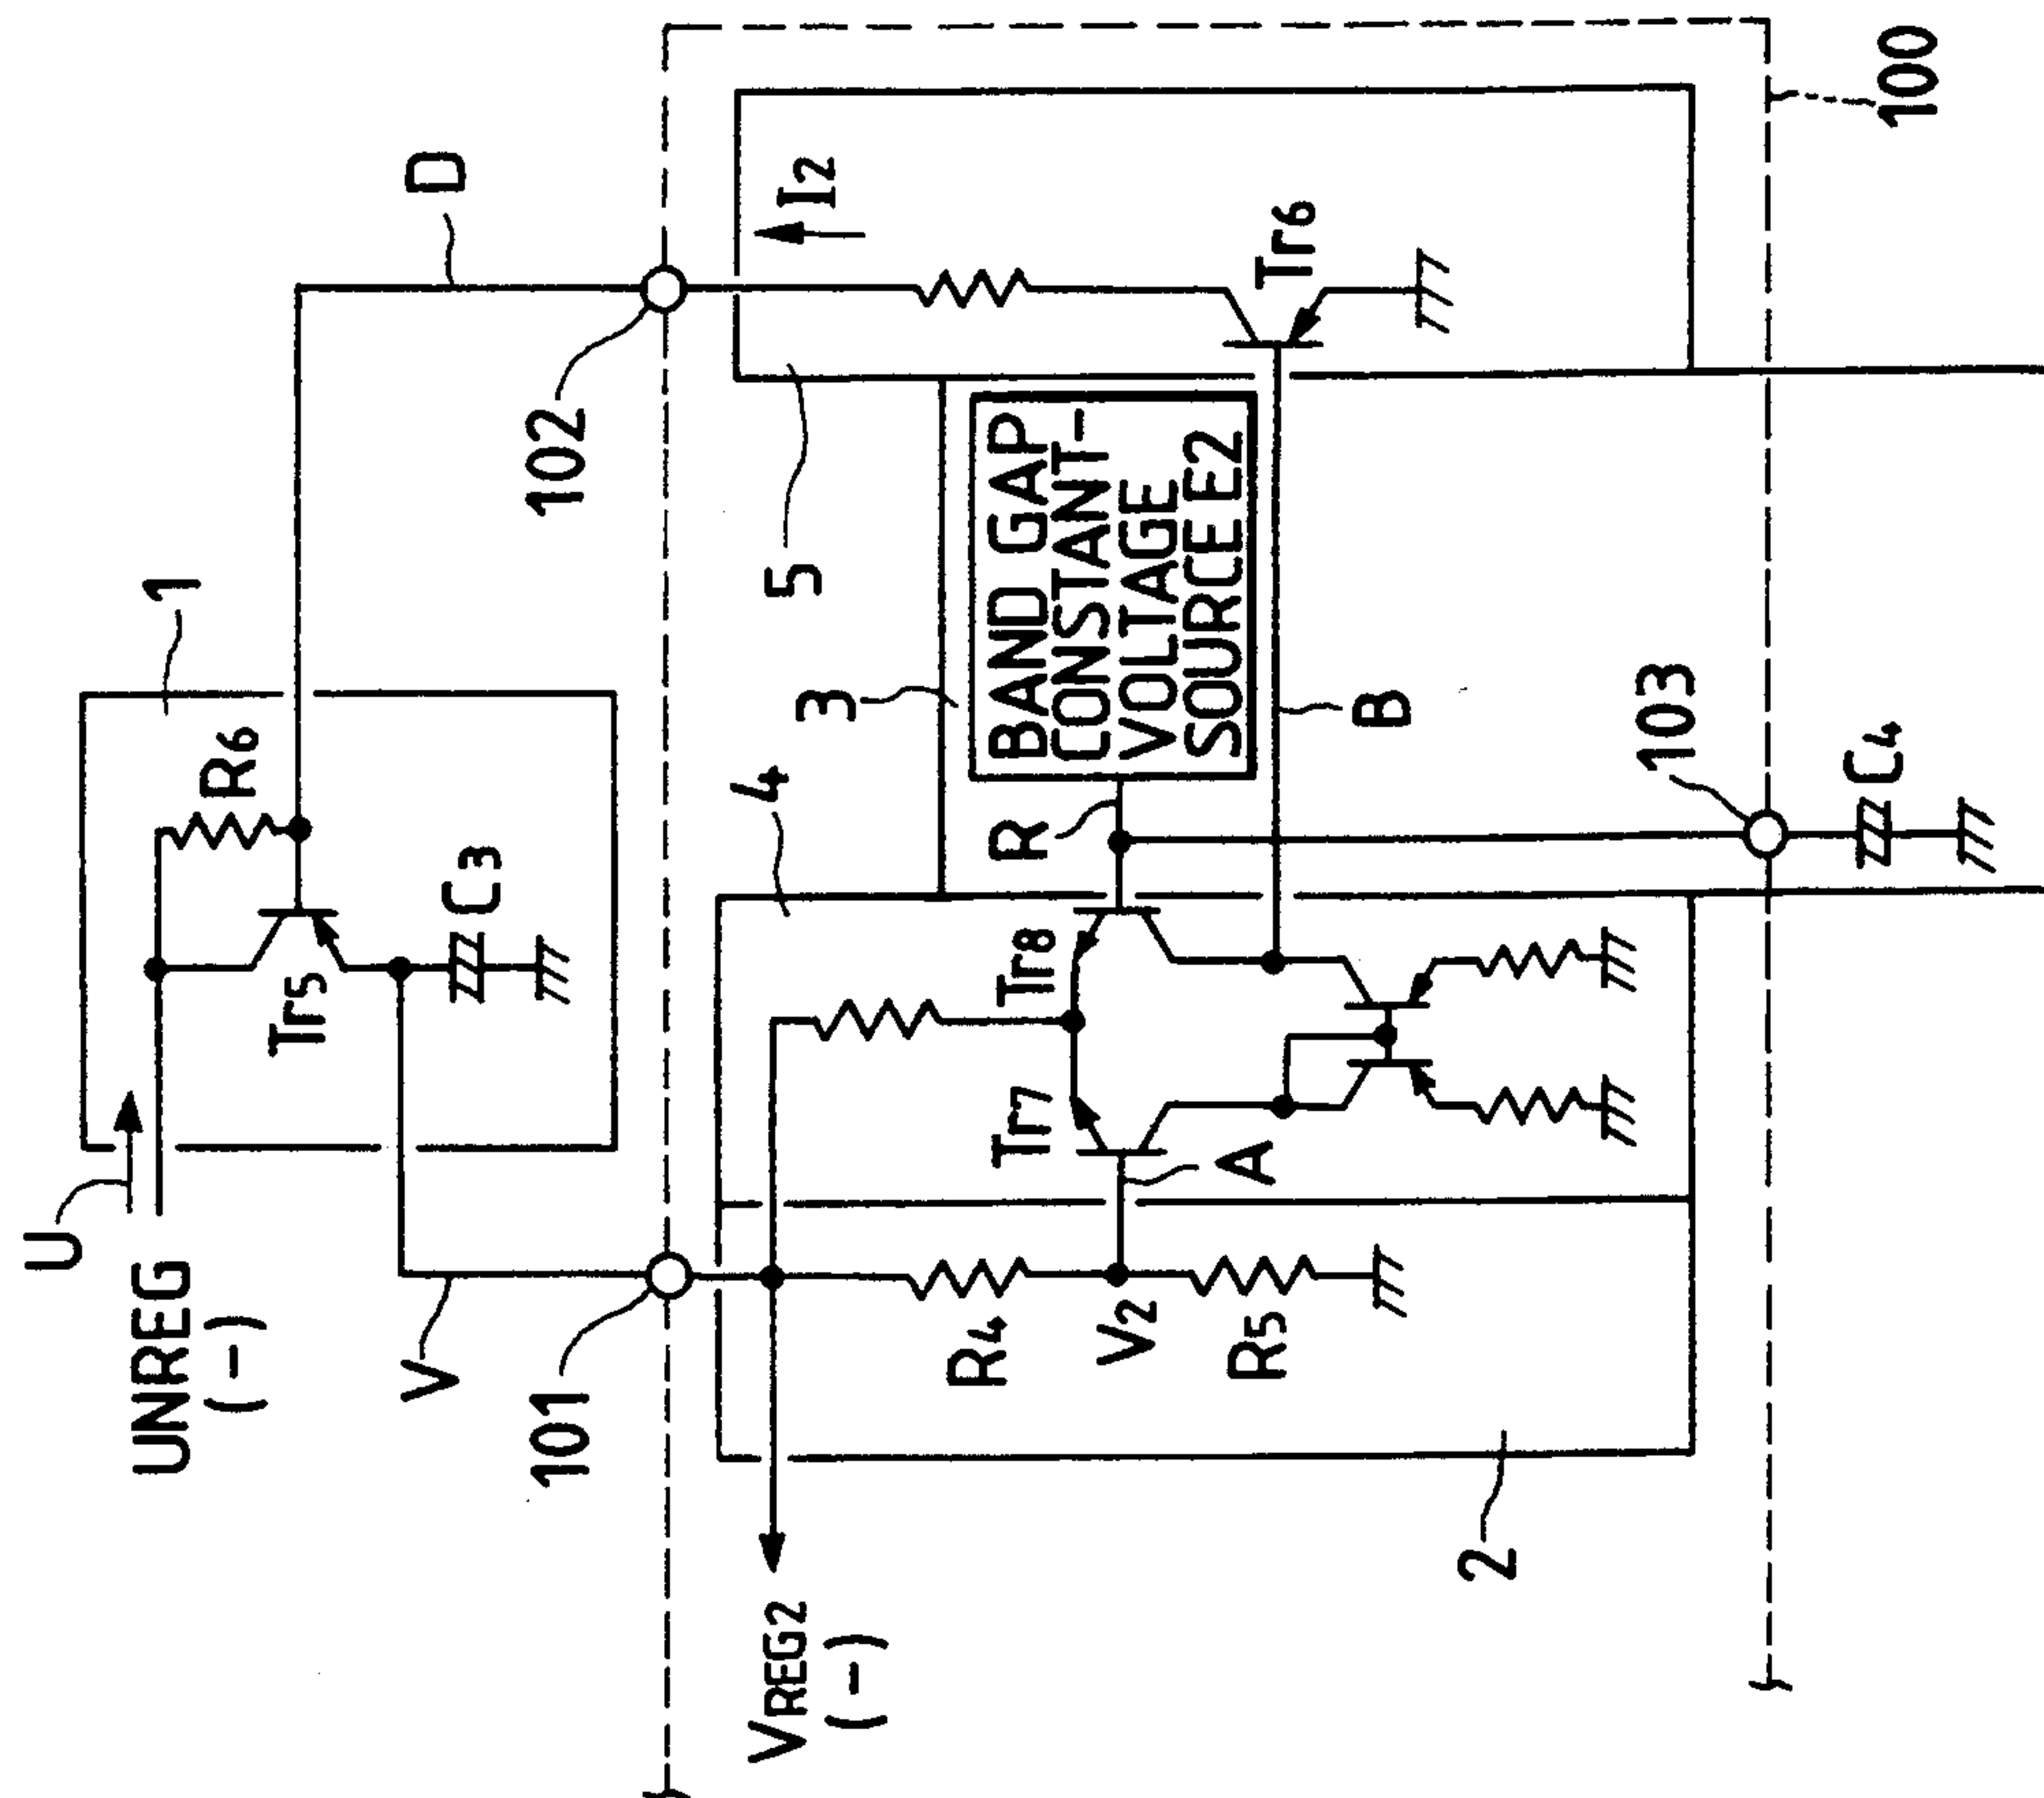 UNREG
(-)
U
1
R6
Tr5
C3
V
D
101
102
VREG2
(-)
4
3
5
I2
BAND GAP
CONSTANT-
VOLTAGE
SOURCE E2
R
Tr8
Tr7
A
B
Tr6
R4
V2
R5
2
103
C4
100